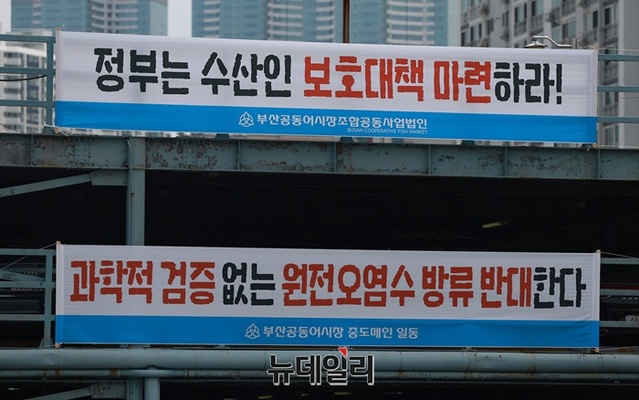 정부는 수산인 보호대책 마련하라!
부산공동어시장조합공동사업법인
BUSAN COOPERATIVE FISH MARKET
과학적 검증 없는 원전오염수 방류 반대한다
부산공동어시장 중도매인 일동
뉴데일리